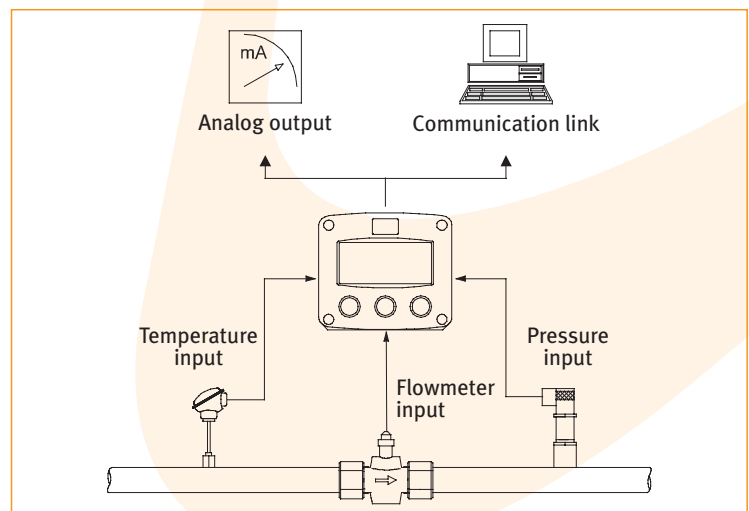 mA
Analog output
Communication link
Temperature
input
Flowmeter
input
Pressure
input